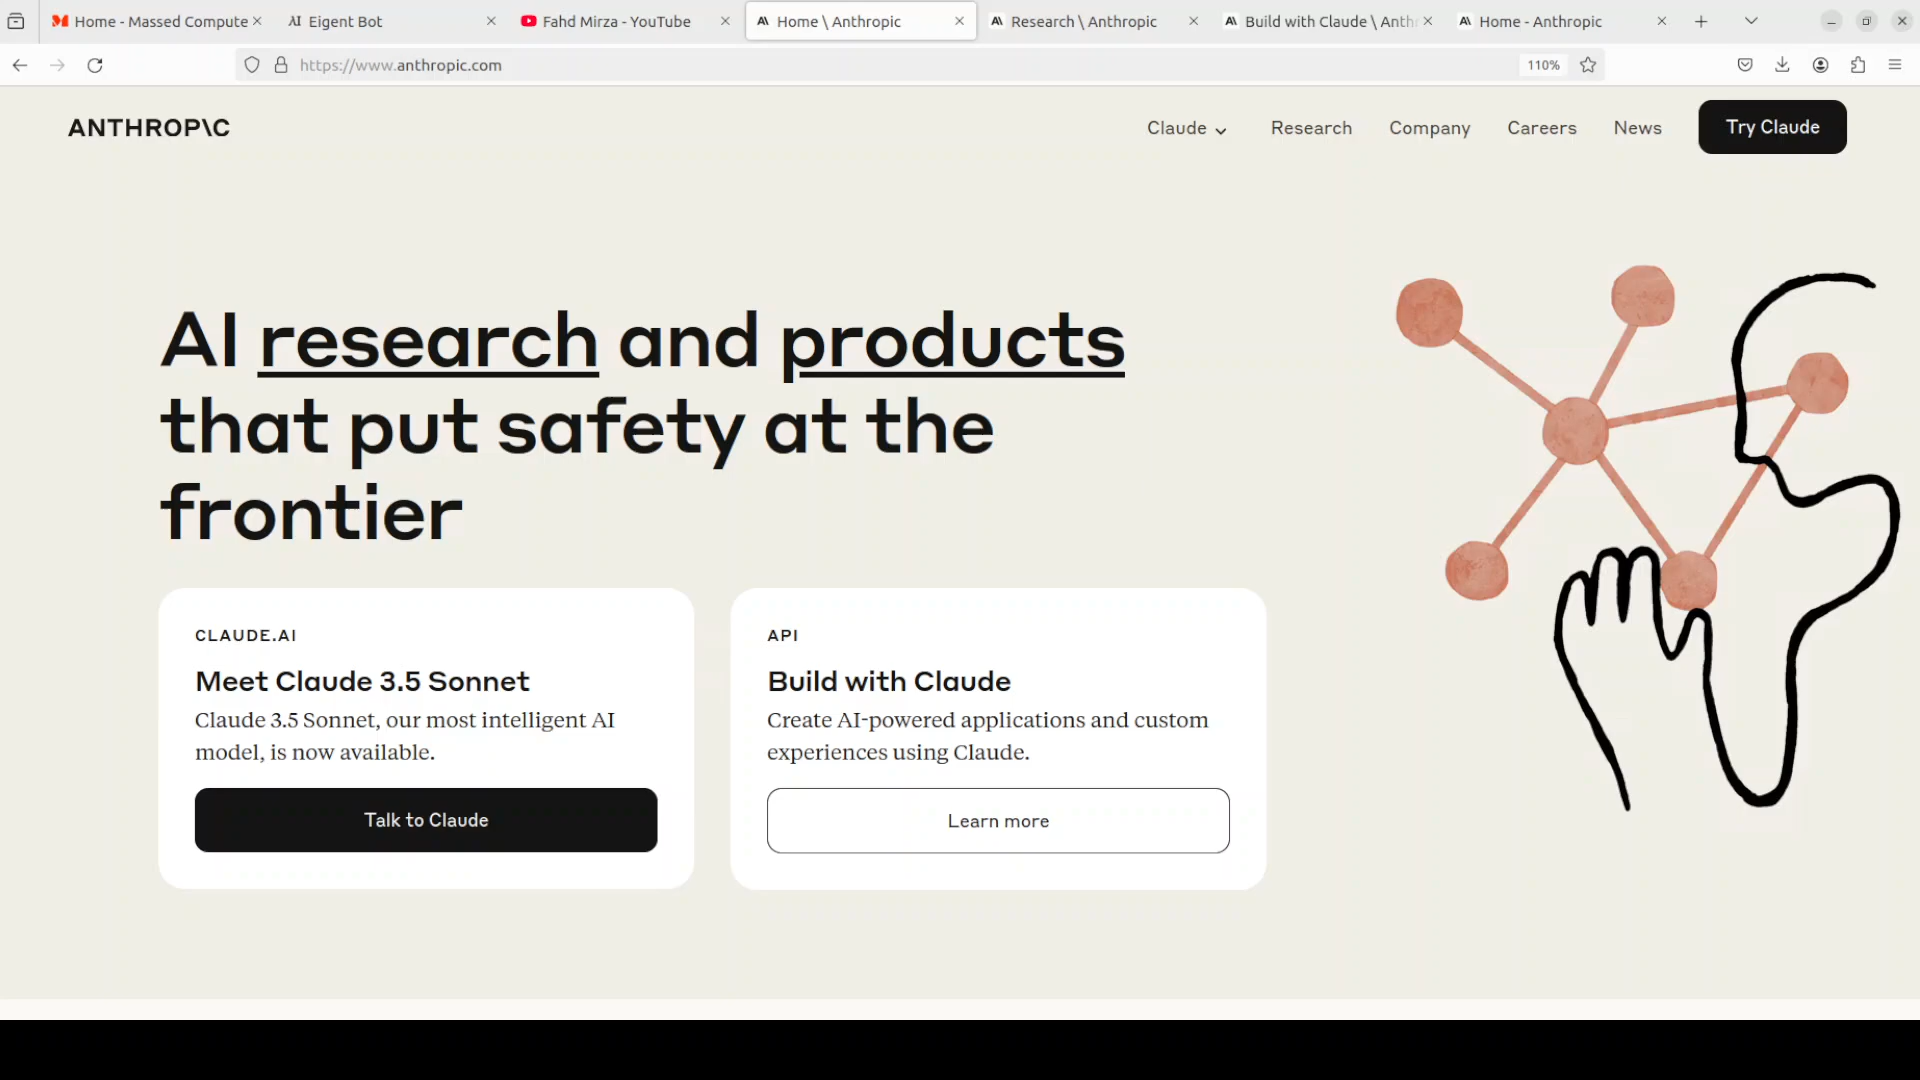 Home - Massed Compute
Eigent Bot
Fahd Mirza - YouTube
Home \ Anthropic
Research \ Anthropic
Build with Claude \ Anthr
Home - Anthropic
https://www.anthropic.com
110%
ANTHROP\C
Claude
Research
Company
Careers
News
Try Claude
AI research and products
that put safety at the
frontier
CLAUDE.AI
Meet Claude 3.5 Sonnet
Claude 3.5 Sonnet, our most intelligent AI
model, is now available.
Talk to Claude
API
Build with Claude
Create AI-powered applications and custom
experiences using Claude.
Learn more